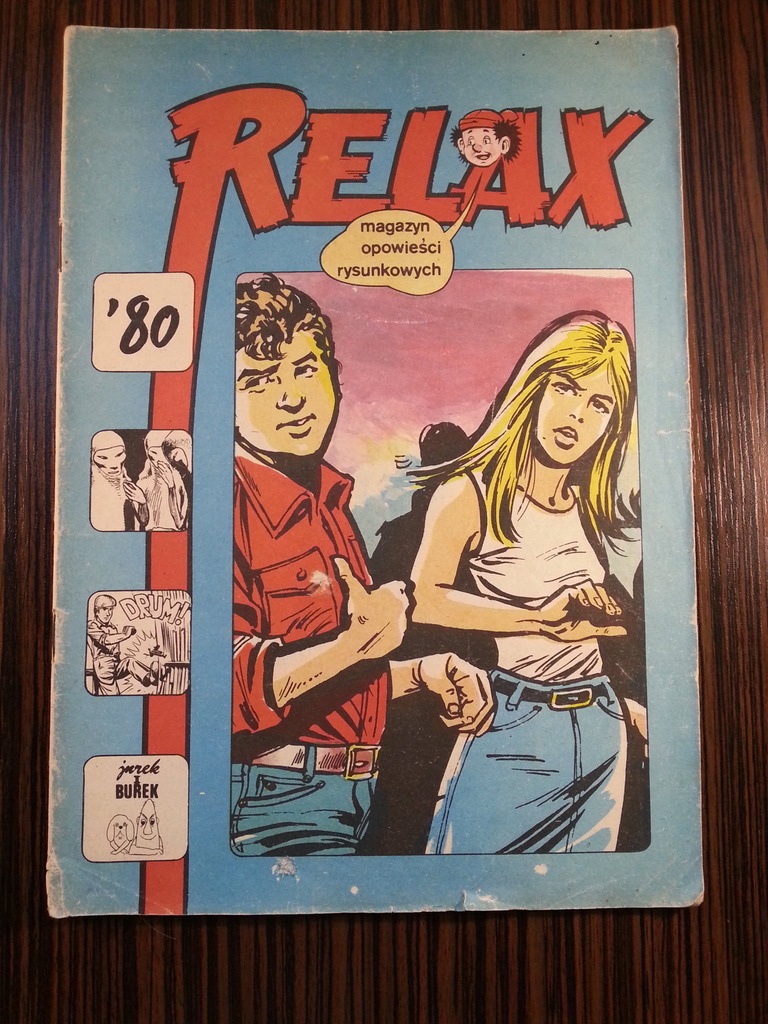 RELAX
magazyn
opowieści
rysunkowych
'80
DRUM!
jurek
I
BUREK